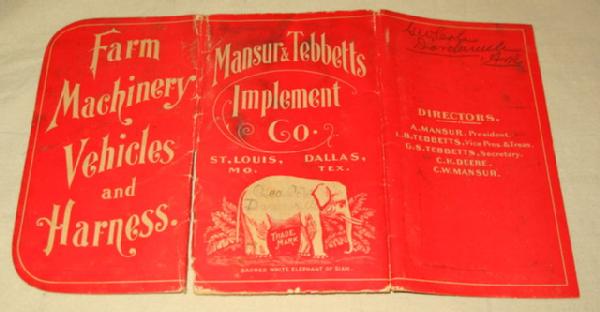 Farm
Machinery
Vehicles
and
Harness.
Mansur & Tebbetts
Implement
Co.
ST. LOUIS, MO.
DALLAS, TEX.
TRADE MARK
SACRED WHITE ELEPHANT OF SIAM.
DIRECTORS.
A. MANSUR. President.
L.B. TEBBETTS, Vice Pres. & Treas.
G.S. TEBBETTS, Secretary.
C.H. DEERE.
C.W. MANSUR.